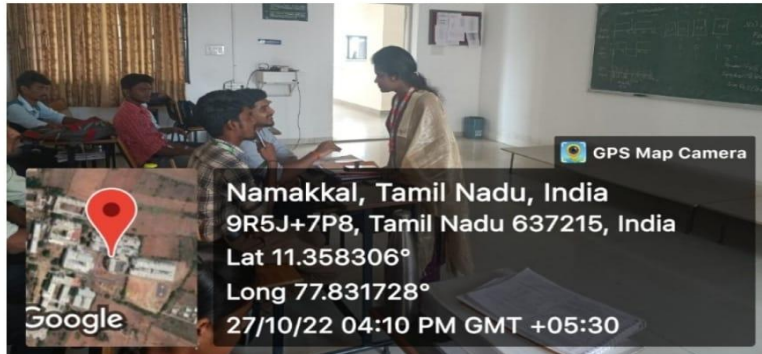 GPS Map Camera
Namakkal, Tamil Nadu, India
9R5J+7P8, Tamil Nadu 637215, India
Lat 11.358306°
Long 77.831728°
27/10/22 04:10 PM GMT +05:30
Google